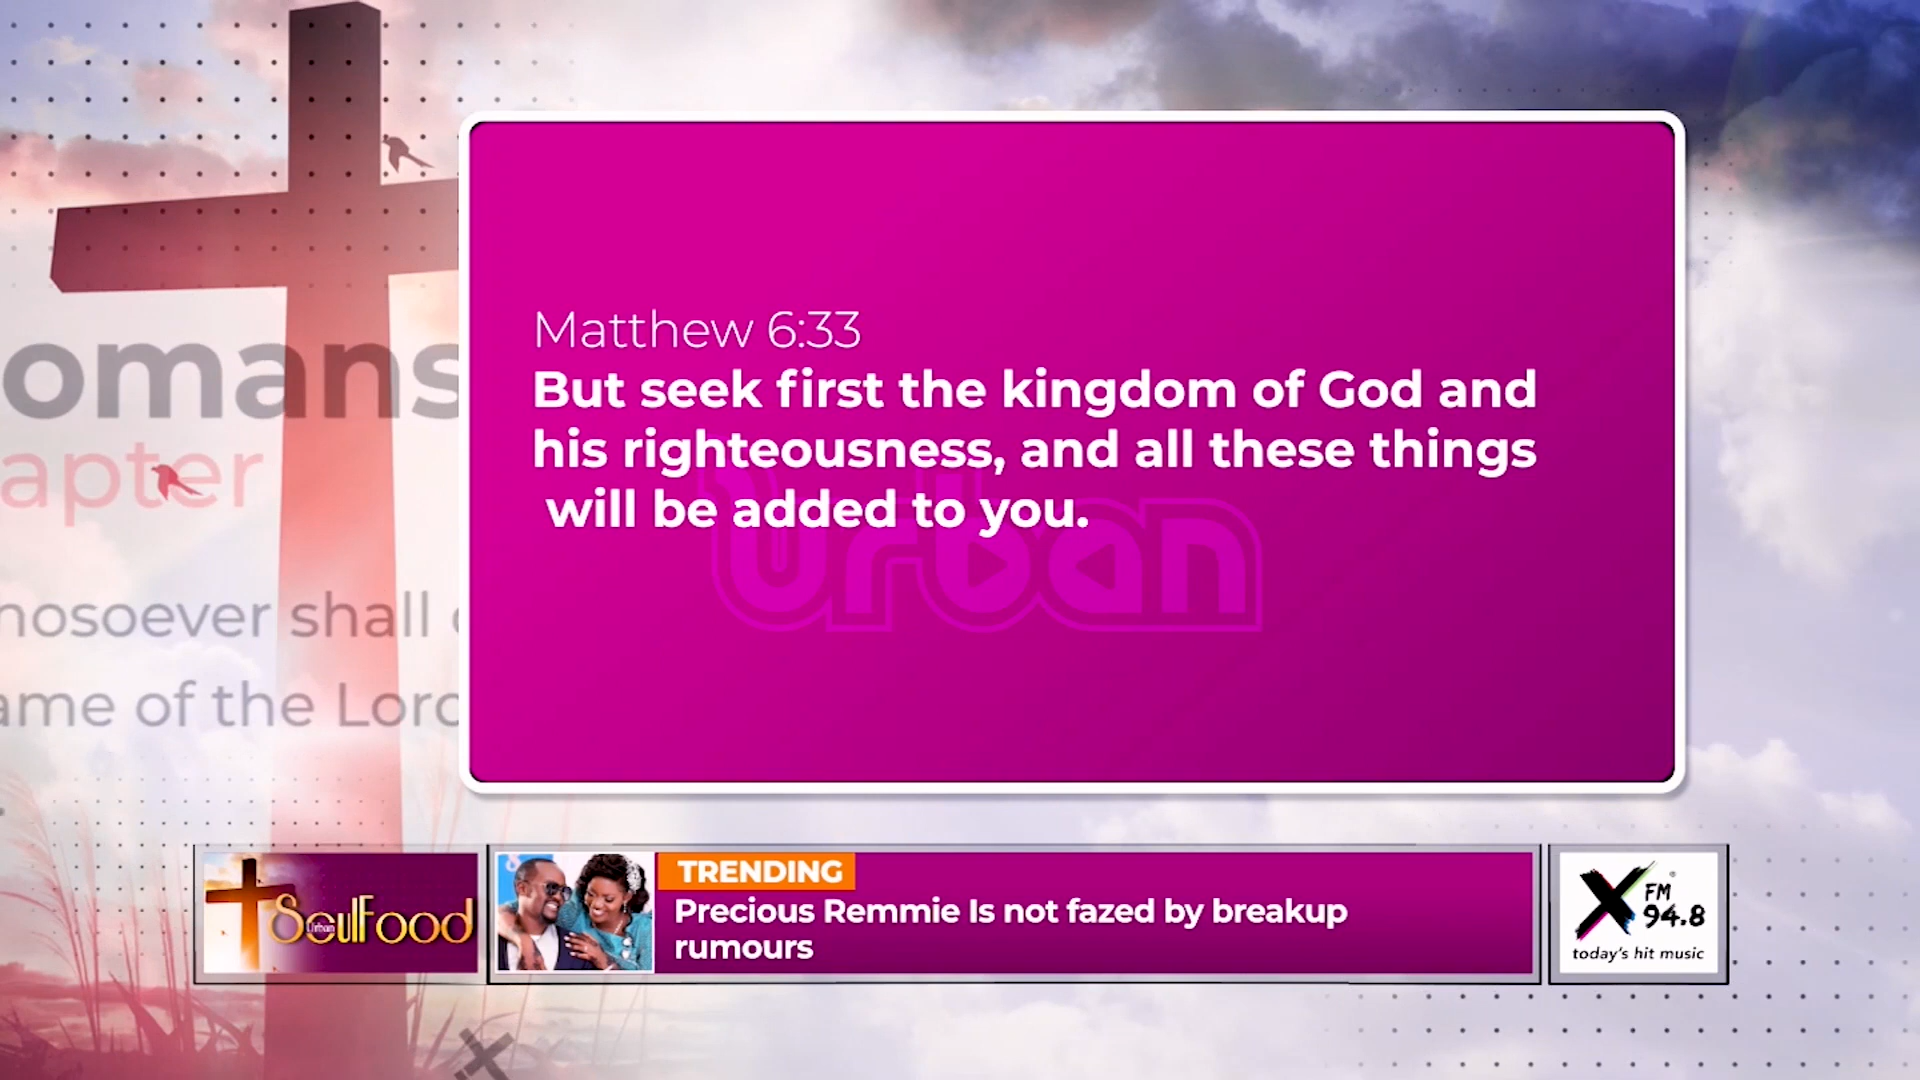 Matthew 6:33
But seek first the kingdom of God and
his righteousness, and all these things
will be added to you.
urban
omans
apter
hosoever shall
ame of the Lord
Urban
SoulFood
TRENDING
Precious Remmie Is not fazed by breakup
rumours
X FM
94.8
today's hit music